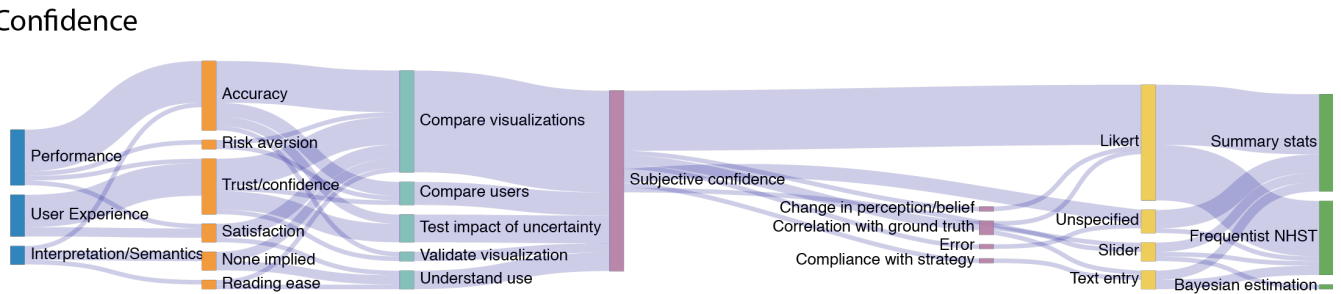 Confidence
Performance
User Experience
Interpretation/Semantics
Accuracy
Risk aversion
Trust/confidence
Satisfaction
None implied
Reading ease
Compare visualizations
Compare users
Test impact of uncertainty
Validate visualization
Understand use
Subjective confidence
Change in perception/belief
Correlation with ground truth
Error
Compliance with strategy
Likert
Unspecified
Slider
Text entry
Summary stats
Frequentist NHST
Bayesian estimation